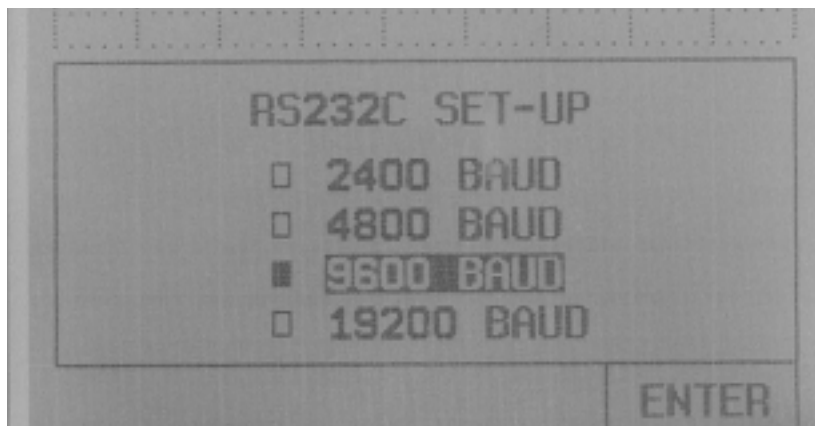 RS232C SET-UP
2400 BAUD
4800 BAUD
9600 BAUD
19200 BAUD
ENTER